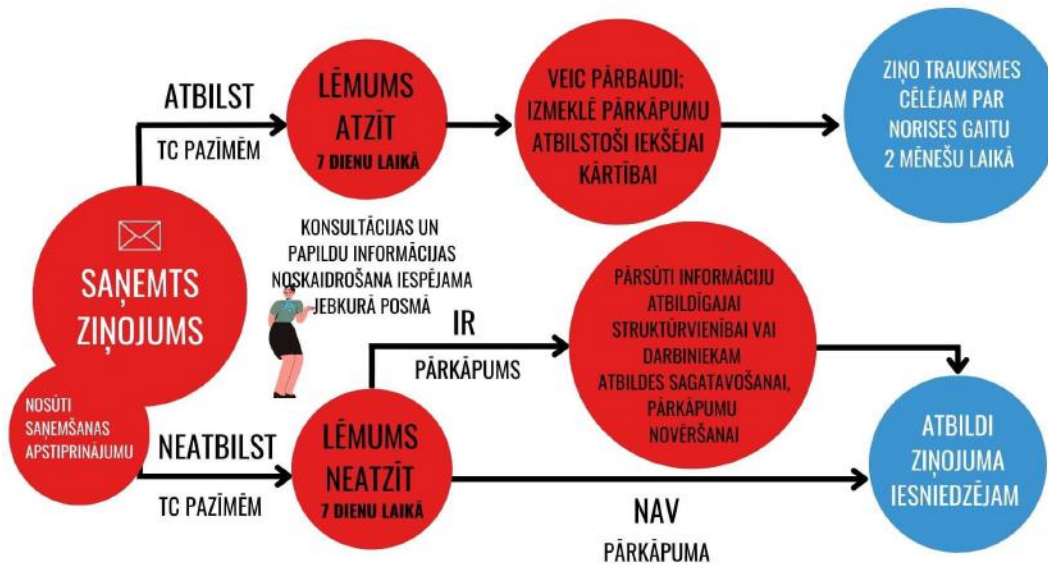 ATBILST
TC PAZĪMĒM
LĒMUMS
ATZĪT
7 DIENU LAIKĀ
VEIC PĀRBAUDI;
IZMEKLĒ PĀRKĀPUMU
ATBILSTOŠI IEKŠĒJAI
KĀRTĪBAI
ZIŅO TRAUKSMES
CĒLĒJAM PAR
NORISES GAITU
2 MĒNEŠU LAIKĀ
SAŅEMTS
ZIŅOJUMS
NOSŪTI
SAŅEMŠANAS
APSTIPRINĀJUMU
KONSULTĀCIJAS UN
PAPILDU INFORMĀCIJAS
NOSKAIDROŠANA IESPĒJAMA
JEBKURĀ POSMĀ
NEATBILST
TC PAZĪMĒM
LĒMUMS
NEATZĪT
7 DIENU LAIKĀ
IR
PĀRKĀPUMS
PĀRSŪTI INFORMĀCIJU
ATBILDĪGAJAI
STRUKTŪRVIENĪBAI VAI
DARBINIEKAM
ATBILDES SAGATAVOŠANAI,
PĀRKĀPUMU
NOVĒRŠANAI
NAV
PĀRKĀPUMA
ATBILDI
ZIŅOJUMA
IESNIEDZĒJAM